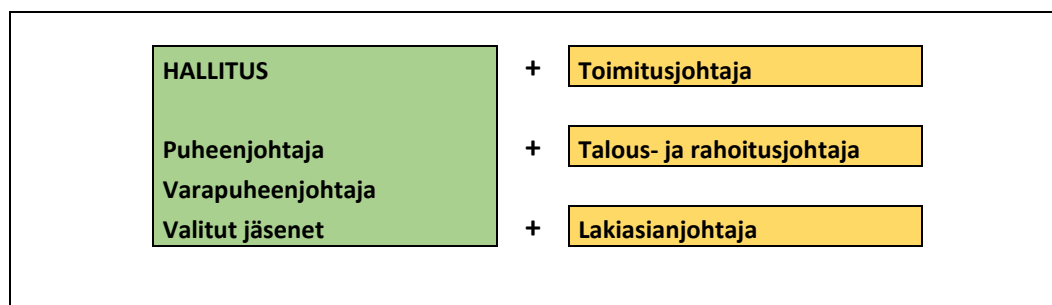 HALLITUS + Toimitusjohtaja
Puheenjohtaja + Talous- ja rahoitusjohtaja
Varapuheenjohtaja
Valitut jäsenet + Lakiasianjohtaja